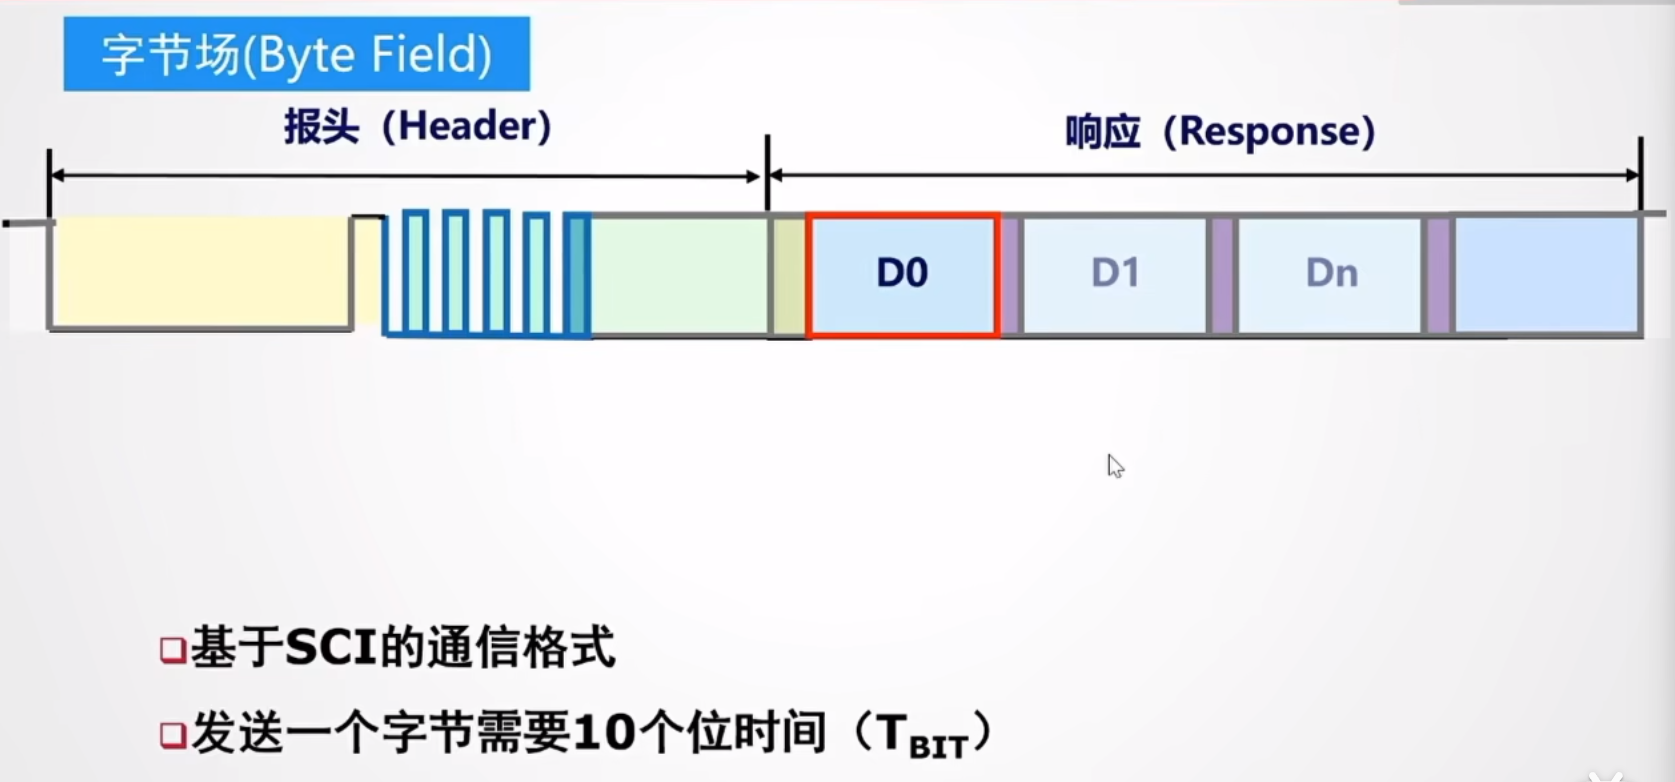 字节场(Byte Field)
报头（Header）
响应（Response）
D0
D1
Dn
基于SCI的通信格式
发送一个字节需要10个位时间（TBIT）